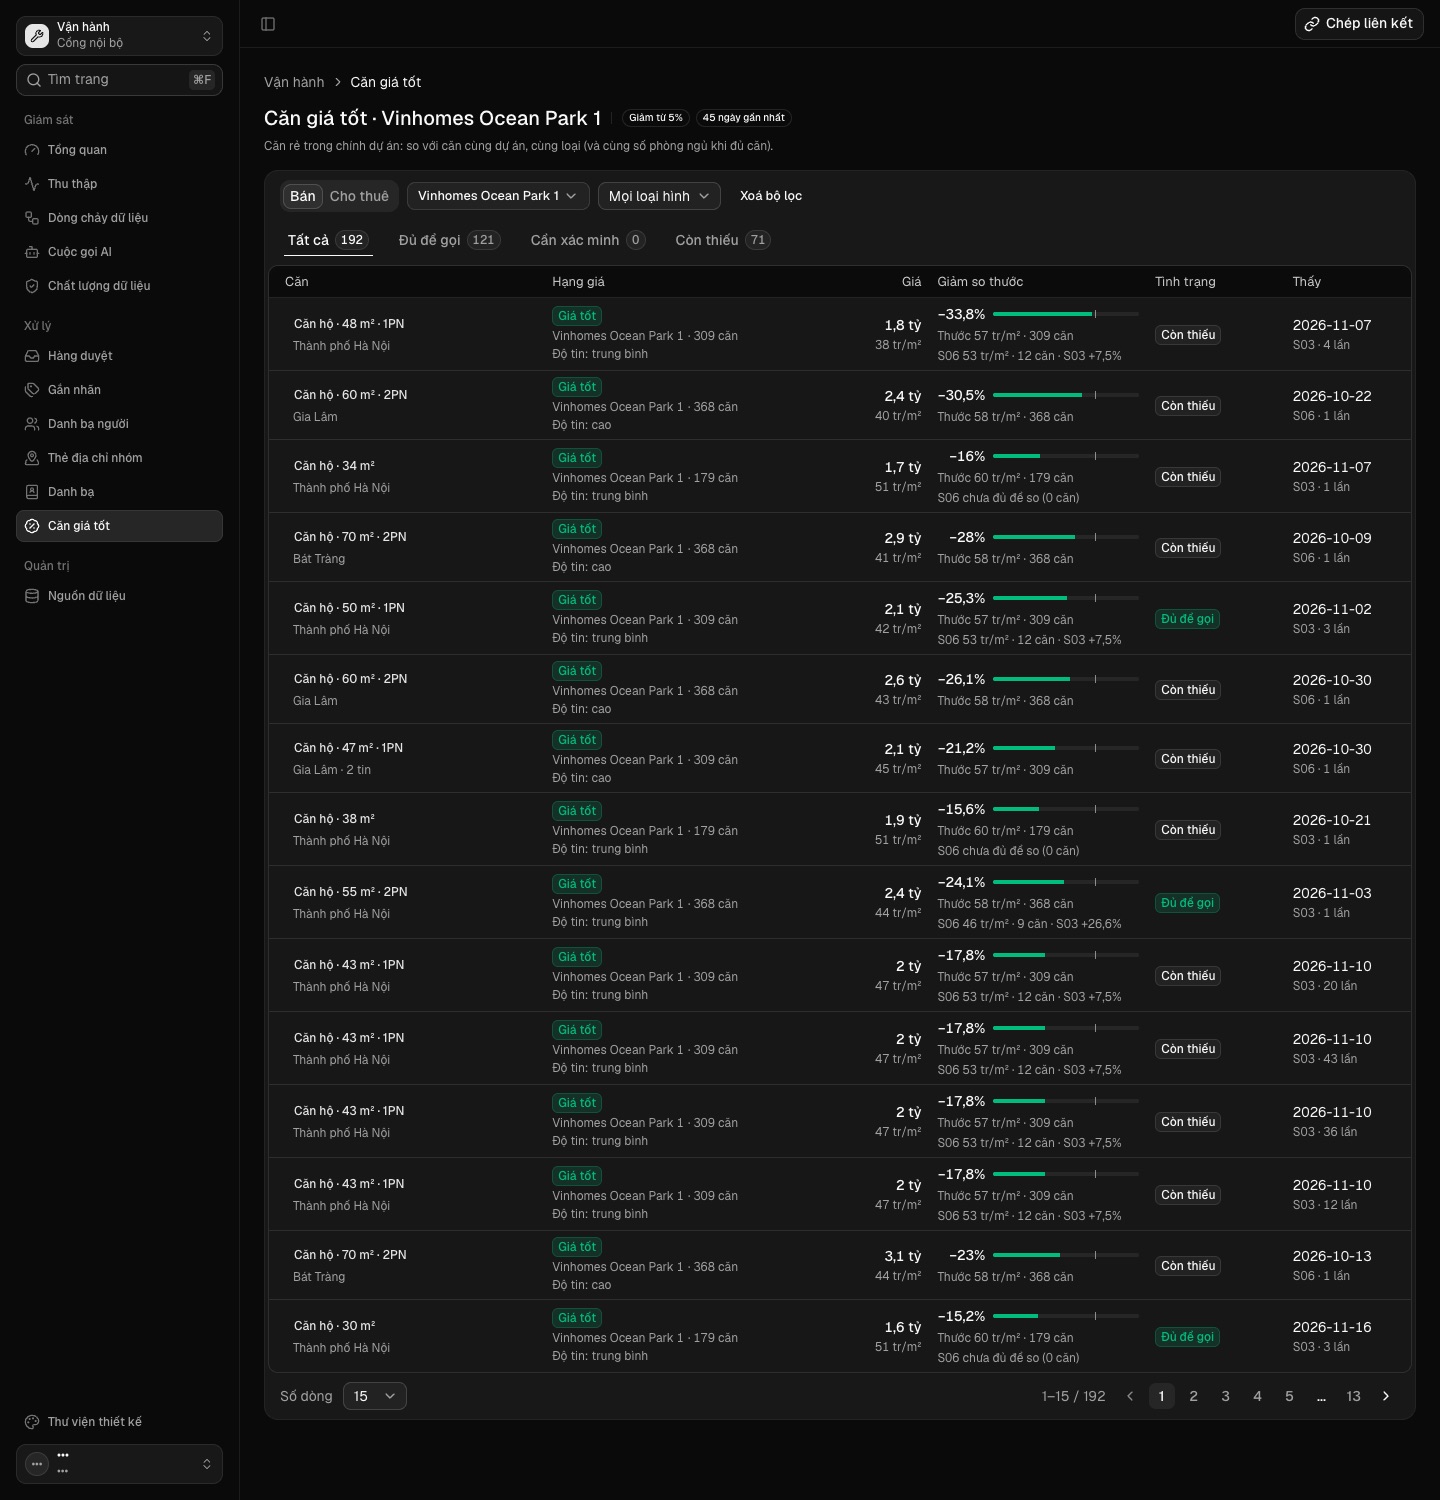 Vận hành
Cổng nội bộ
Tìm trang
⌘F
Giám sát
Tổng quan
Thu thập
Dòng chảy dữ liệu
Cuộc gọi AI
Chất lượng dữ liệu
Xử lý
Hàng duyệt
Gắn nhãn
Danh bạ người
Thẻ địa chỉ nhóm
Danh bạ
Căn giá tốt
Quản trị
Nguồn dữ liệu
Thư viện thiết kế
Chép liên kết
Vận hành > Căn giá tốt
Căn giá tốt · Vinhomes Ocean Park 1
Giảm từ 5%
45 ngày gần nhất
Căn rẻ trong chính dự án: so với căn cùng dự án, cùng loại (và cùng số phòng ngủ khi đủ căn).
Bán Cho thuê Vinhomes Ocean Park 1 Mọi loại hình Xoá bộ lọc
Tất cả 192 Đủ để gọi 121 Cần xác minh 0 Còn thiếu 71
Căn Hạng giá Giá Giảm so thước Tình trạng Thấy
Căn hộ · 48 m² · 1PN
Thành phố Hà Nội
Giá tốt
Vinhomes Ocean Park 1 · 309 căn
Độ tin: trung bình
1,8 tỷ
38 tr/m²
−33,8%
Thước 57 tr/m² · 309 căn
S06 53 tr/m² · 12 căn · S03 +7,5%
Còn thiếu
2026-11-07
S03 · 4 lần
Căn hộ · 60 m² · 2PN
Gia Lâm
Giá tốt
Vinhomes Ocean Park 1 · 368 căn
Độ tin: cao
2,4 tỷ
40 tr/m²
−30,5%
Thước 58 tr/m² · 368 căn
Còn thiếu
2026-10-22
S06 · 1 lần
Căn hộ · 34 m²
Thành phố Hà Nội
Giá tốt
Vinhomes Ocean Park 1 · 179 căn
Độ tin: trung bình
1,7 tỷ
51 tr/m²
−16%
Thước 60 tr/m² · 179 căn
S06 chưa đủ để so (0 căn)
Còn thiếu
2026-11-07
S03 · 1 lần
Căn hộ · 70 m² · 2PN
Bát Tràng
Giá tốt
Vinhomes Ocean Park 1 · 368 căn
Độ tin: cao
2,9 tỷ
41 tr/m²
−28%
Thước 58 tr/m² · 368 căn
Còn thiếu
2026-10-09
S06 · 1 lần
Căn hộ · 50 m² · 1PN
Thành phố Hà Nội
Giá tốt
Vinhomes Ocean Park 1 · 309 căn
Độ tin: trung bình
2,1 tỷ
42 tr/m²
−25,3%
Thước 57 tr/m² · 309 căn
S06 53 tr/m² · 12 căn · S03 +7,5%
Đủ để gọi
2026-11-02
S03 · 3 lần
Căn hộ · 60 m² · 2PN
Gia Lâm
Giá tốt
Vinhomes Ocean Park 1 · 368 căn
Độ tin: cao
2,6 tỷ
43 tr/m²
−26,1%
Thước 58 tr/m² · 368 căn
Còn thiếu
2026-10-30
S06 · 1 lần
Căn hộ · 47 m² · 1PN
Gia Lâm · 2 tin
Giá tốt
Vinhomes Ocean Park 1 · 309 căn
Độ tin: cao
2,1 tỷ
45 tr/m²
−21,2%
Thước 57 tr/m² · 309 căn
Còn thiếu
2026-10-30
S06 · 1 lần
Căn hộ · 38 m²
Thành phố Hà Nội
Giá tốt
Vinhomes Ocean Park 1 · 179 căn
Độ tin: trung bình
1,9 tỷ
51 tr/m²
−15,6%
Thước 60 tr/m² · 179 căn
S06 chưa đủ để so (0 căn)
Còn thiếu
2026-10-21
S03 · 1 lần
Căn hộ · 55 m² · 2PN
Thành phố Hà Nội
Giá tốt
Vinhomes Ocean Park 1 · 368 căn
Độ tin: trung bình
2,4 tỷ
44 tr/m²
−24,1%
Thước 58 tr/m² · 368 căn
S06 46 tr/m² · 9 căn · S03 +26,6%
Đủ để gọi
2026-11-03
S03 · 1 lần
Căn hộ · 43 m² · 1PN
Thành phố Hà Nội
Giá tốt
Vinhomes Ocean Park 1 · 309 căn
Độ tin: trung bình
2 tỷ
47 tr/m²
−17,8%
Thước 57 tr/m² · 309 căn
S06 53 tr/m² · 12 căn · S03 +7,5%
Còn thiếu
2026-11-10
S03 · 20 lần
Căn hộ · 43 m² · 1PN
Thành phố Hà Nội
Giá tốt
Vinhomes Ocean Park 1 · 309 căn
Độ tin: trung bình
2 tỷ
47 tr/m²
−17,8%
Thước 57 tr/m² · 309 căn
S06 53 tr/m² · 12 căn · S03 +7,5%
Còn thiếu
2026-11-10
S03 · 43 lần
Căn hộ · 43 m² · 1PN
Thành phố Hà Nội
Giá tốt
Vinhomes Ocean Park 1 · 309 căn
Độ tin: trung bình
2 tỷ
47 tr/m²
−17,8%
Thước 57 tr/m² · 309 căn
S06 53 tr/m² · 12 căn · S03 +7,5%
Còn thiếu
2026-11-10
S03 · 36 lần
Căn hộ · 43 m² · 1PN
Thành phố Hà Nội
Giá tốt
Vinhomes Ocean Park 1 · 309 căn
Độ tin: trung bình
2 tỷ
47 tr/m²
−17,8%
Thước 57 tr/m² · 309 căn
S06 53 tr/m² · 12 căn · S03 +7,5%
Còn thiếu
2026-11-10
S03 · 12 lần
Căn hộ · 70 m² · 2PN
Bát Tràng
Giá tốt
Vinhomes Ocean Park 1 · 368 căn
Độ tin: cao
3,1 tỷ
44 tr/m²
−23%
Thước 58 tr/m² · 368 căn
Còn thiếu
2026-10-13
S06 · 1 lần
Căn hộ · 30 m²
Thành phố Hà Nội
Giá tốt
Vinhomes Ocean Park 1 · 179 căn
Độ tin: trung bình
1,6 tỷ
51 tr/m²
−15,2%
Thước 60 tr/m² · 179 căn
S06 chưa đủ để so (0 căn)
Đủ để gọi
2026-11-16
S03 · 3 lần
Số dòng 15
1–15 / 192
1 2 3 4 5 … 13